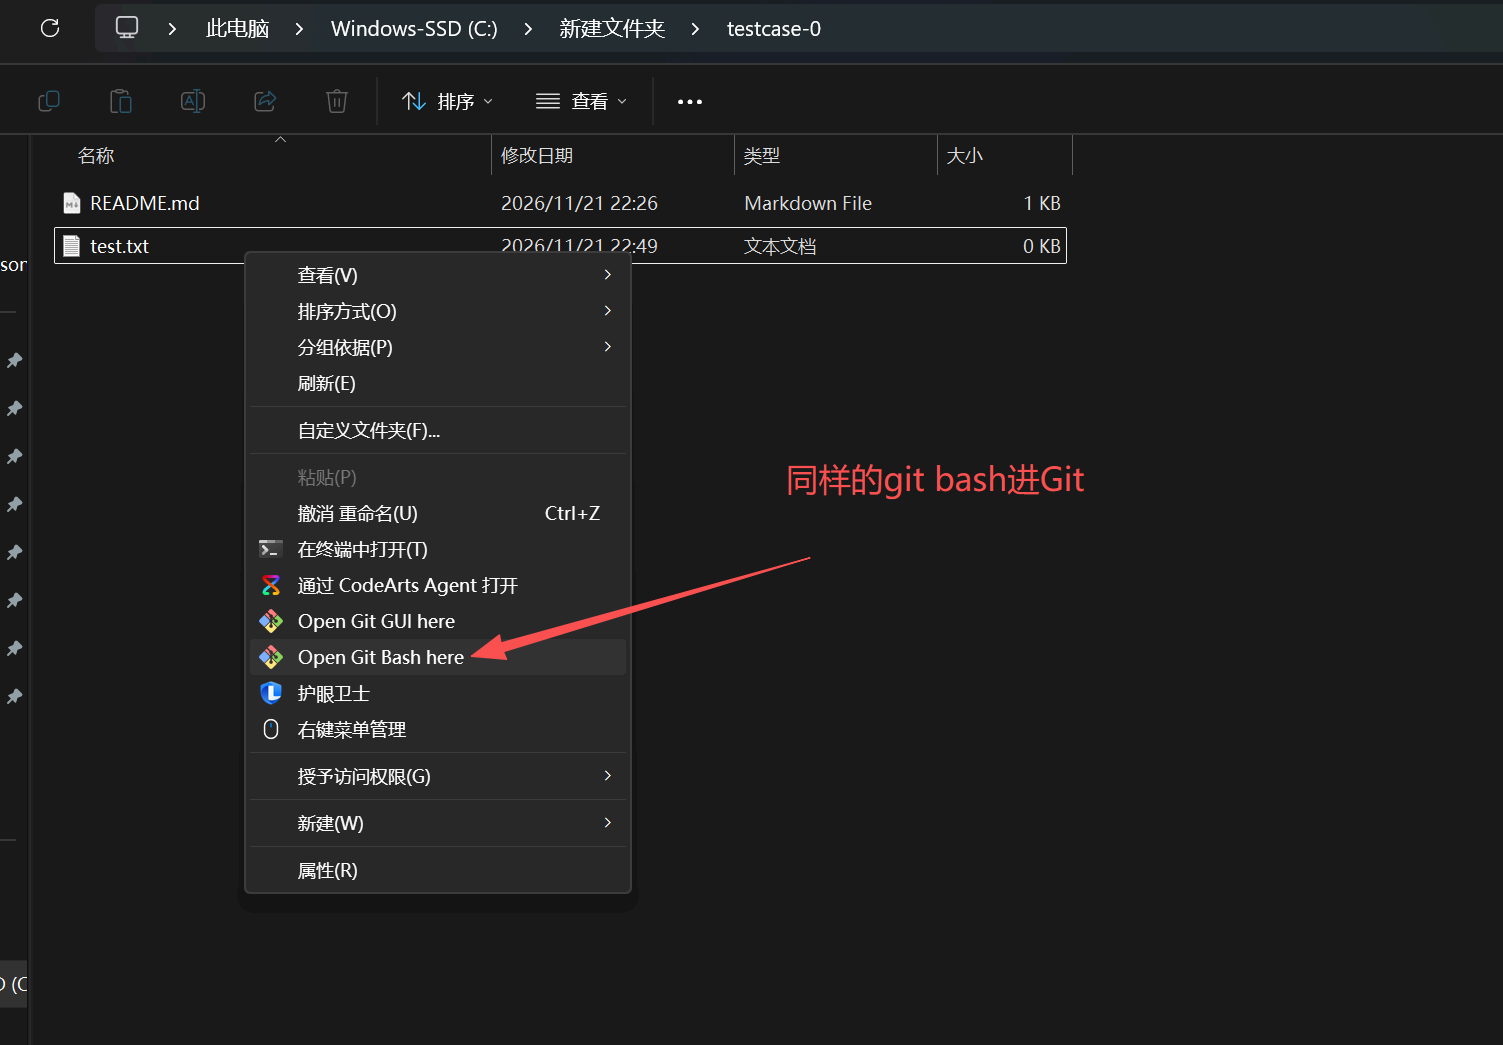 此电脑 > Windows-SSD (C:) > 新建文件夹 > testcase-0
排序 查看
名称 修改日期 类型 大小
README.md 2026/11/21 22:26 Markdown File 1 KB
test.txt 2026/11/21 22:49 文本文档 0 KB
son
查看(V)
排序方式(O)
分组依据(P)
刷新(E)
自定义文件夹(F)...
粘贴(P)
撤消 重命名(U) Ctrl+Z
在终端中打开(T)
通过 CodeArts Agent 打开
Open Git GUI here
Open Git Bash here
护眼卫士
右键菜单管理
授予访问权限(G)
新建(W)
属性(R)
同样的git bash进Git